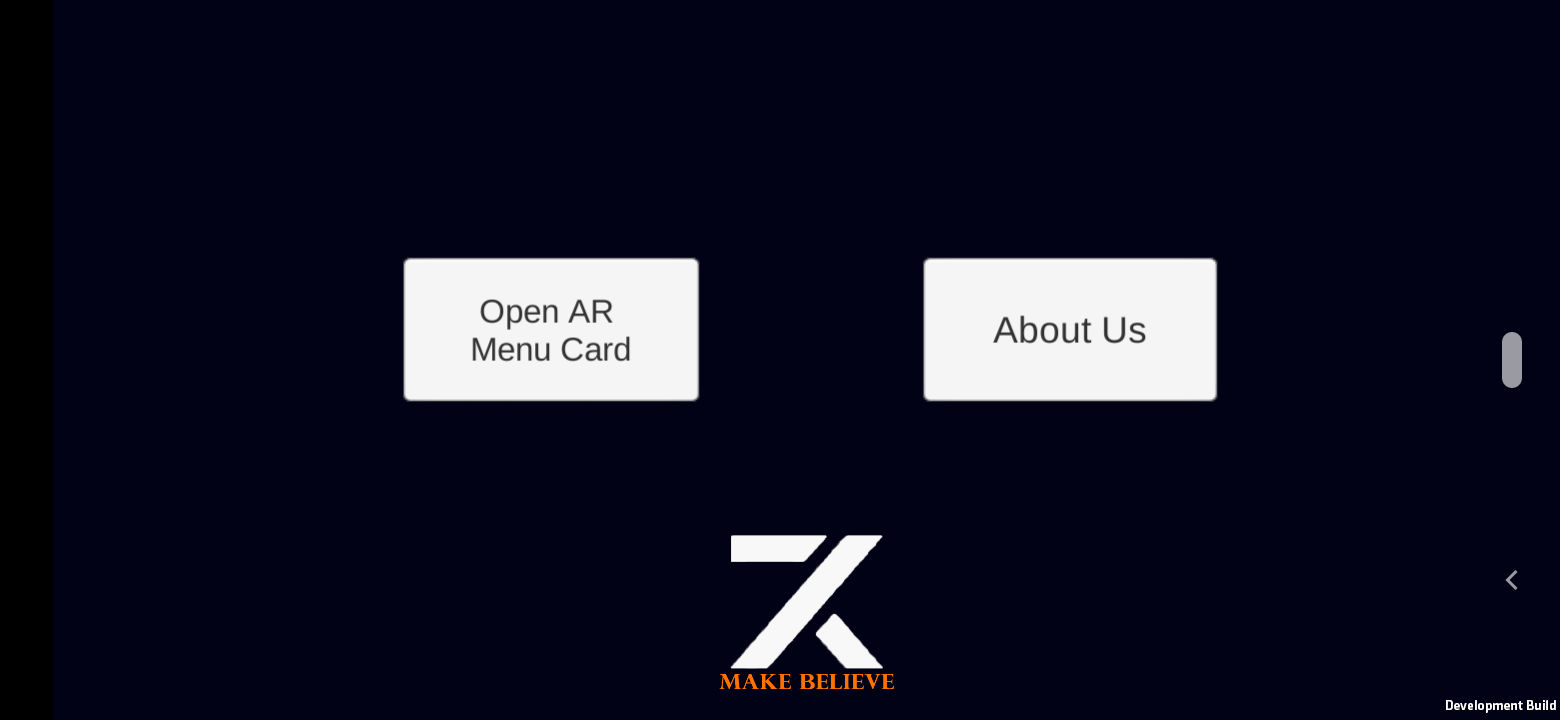 Open AR
Menu Card
About Us
MAKE BELIEVE
Development Build